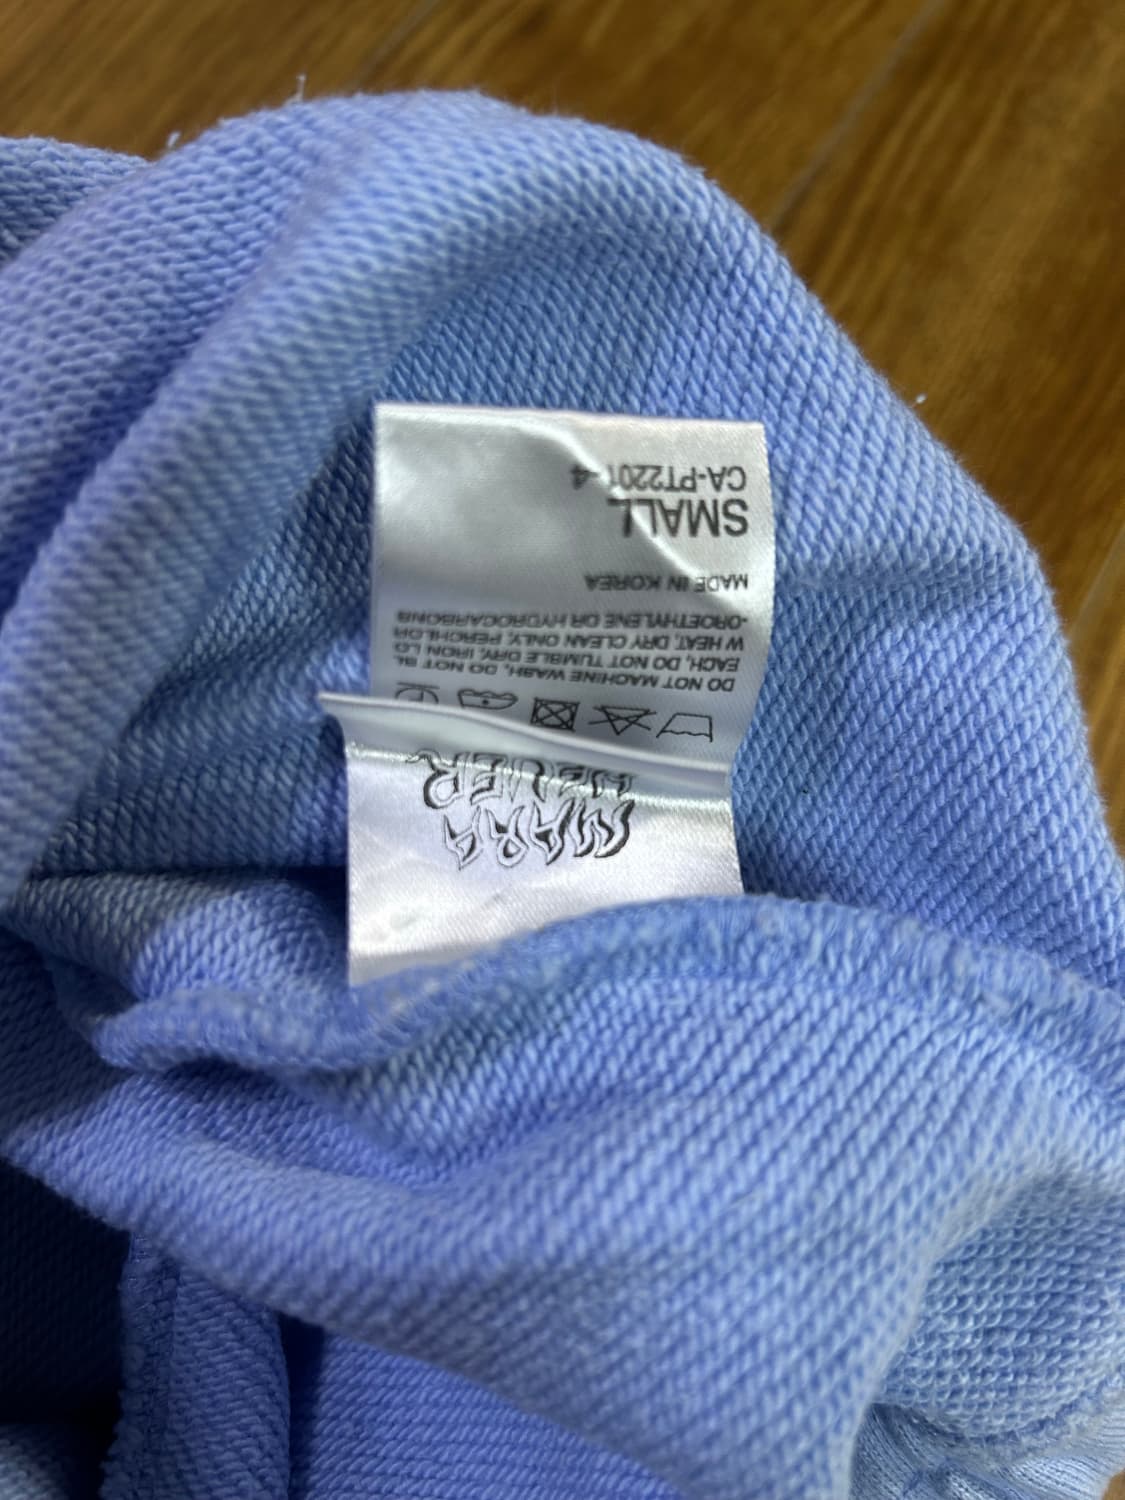 DO NOT MACHINE WASH, DO NOT BL
EACH, DO NOT TUMBLE DRY, IRON LO
W HEAT, DRY CLEAN ONLY, PERCHLOR
-OROETHYLENE OR HYDROCARBONS
MADE IN KOREA
SMALL
CA-PT2201-4